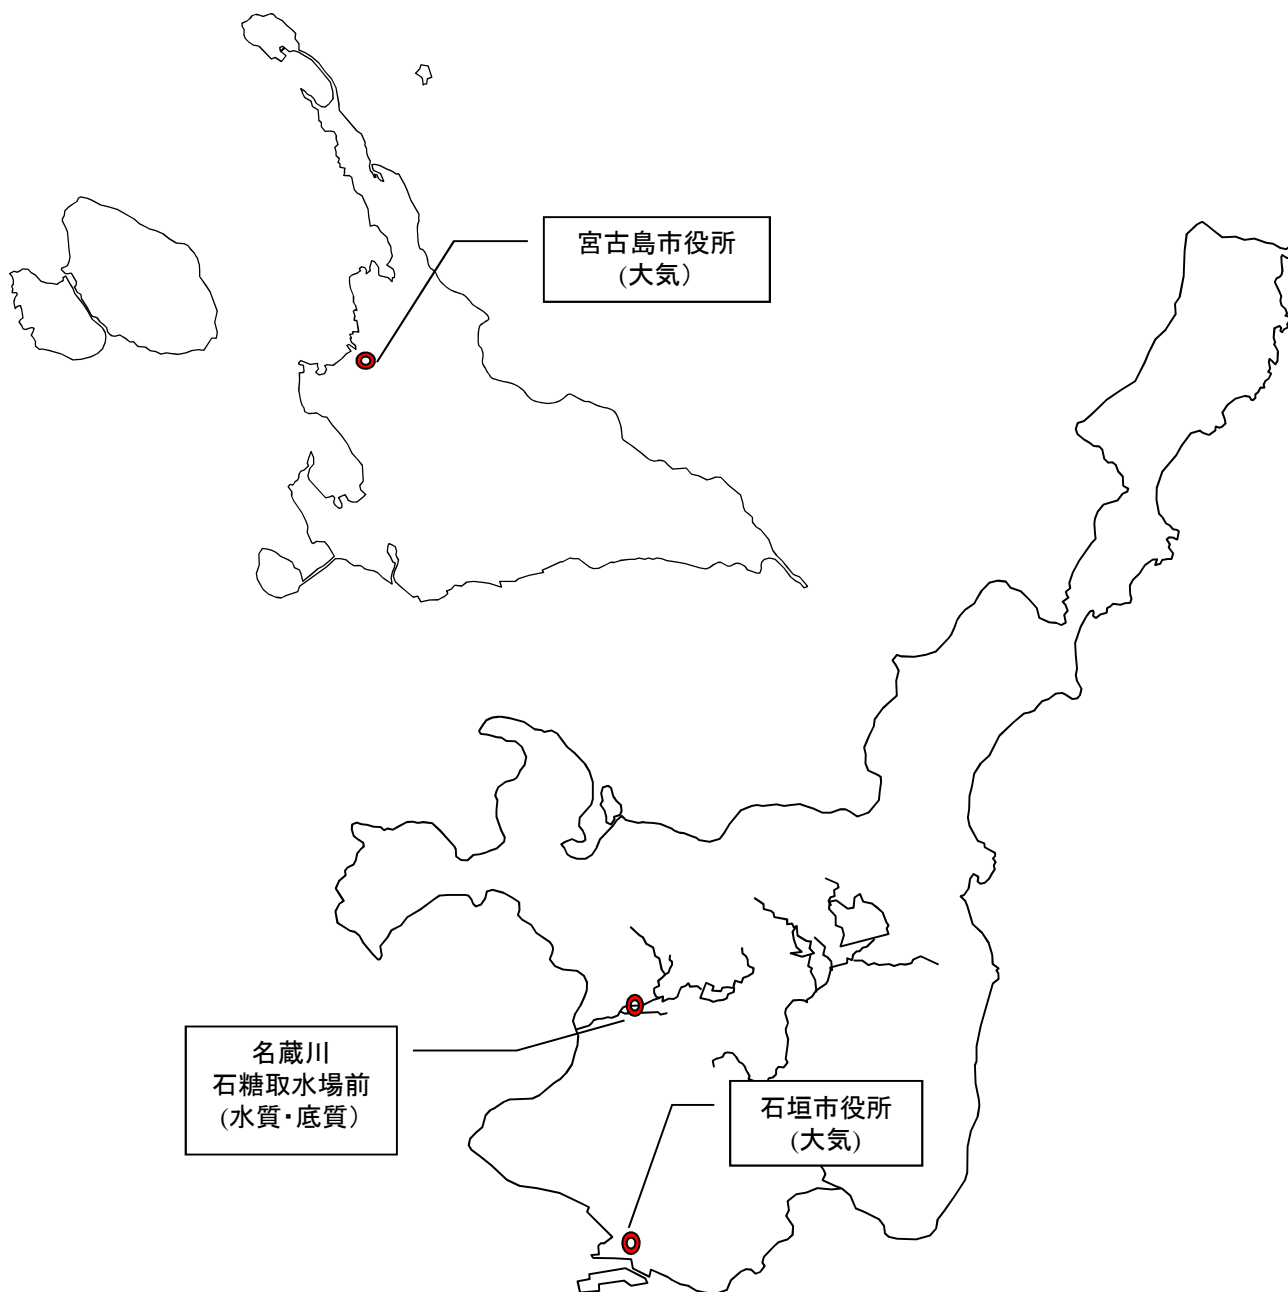 宮古島市役所
(大気）
名蔵川
石糖取水場前
(水質・底質）
石垣市役所
(大気)